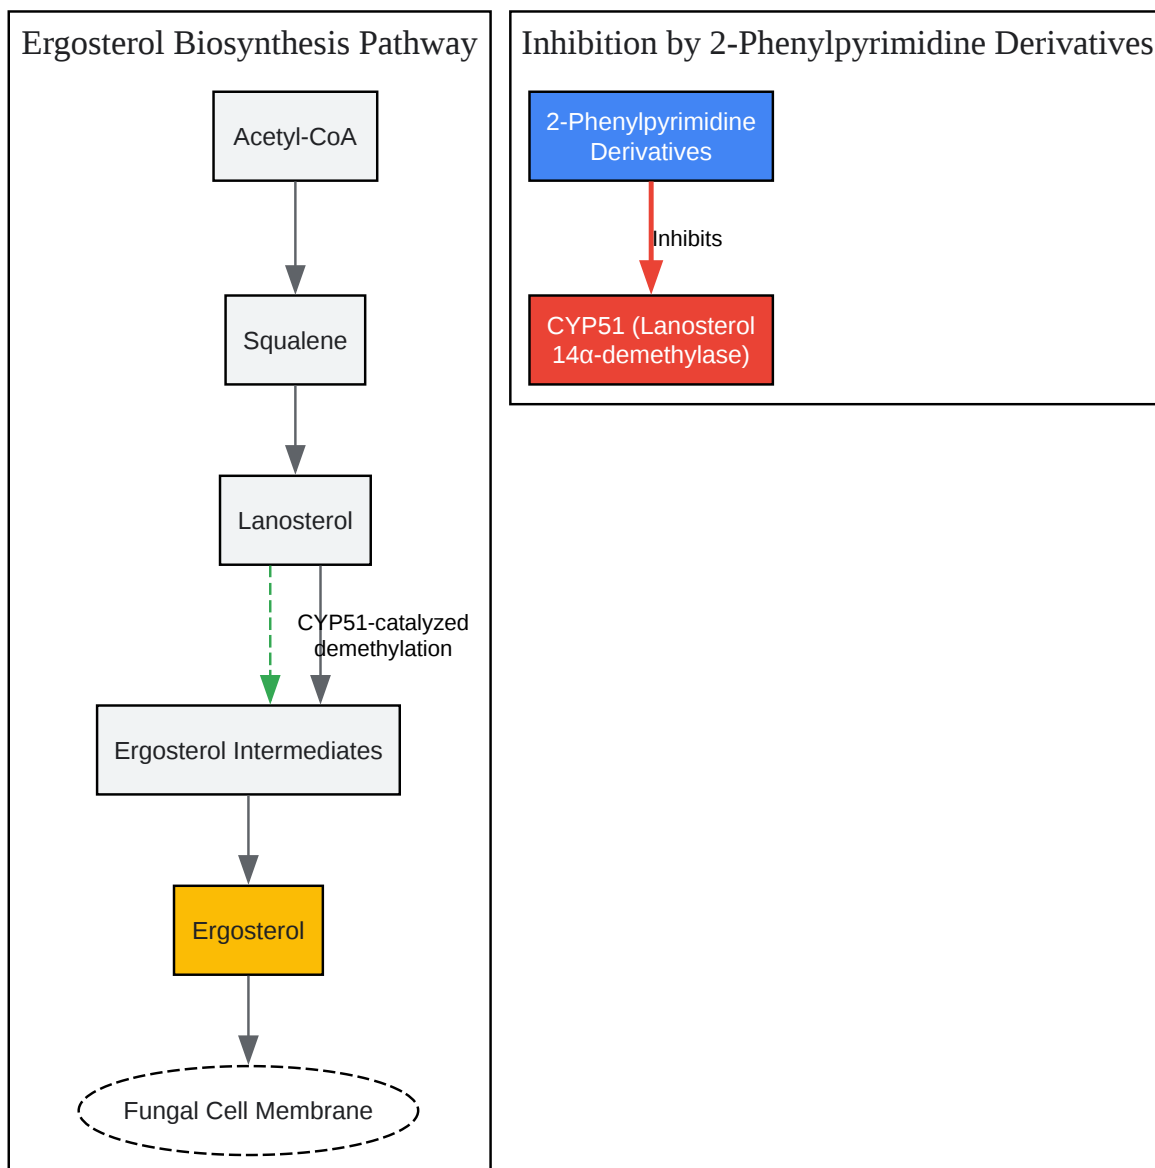 Ergosterol Biosynthesis Pathway
Acetyl-CoA
Squalene
Lanosterol
CYP51-catalyzed
demethylation
Ergosterol Intermediates
Ergosterol
Fungal Cell Membrane
Inhibition by 2-Phenylpyrimidine Derivatives
2-Phenylpyrimidine
Derivatives
Inhibits
CYP51 (Lanosterol
14α-demethylase)